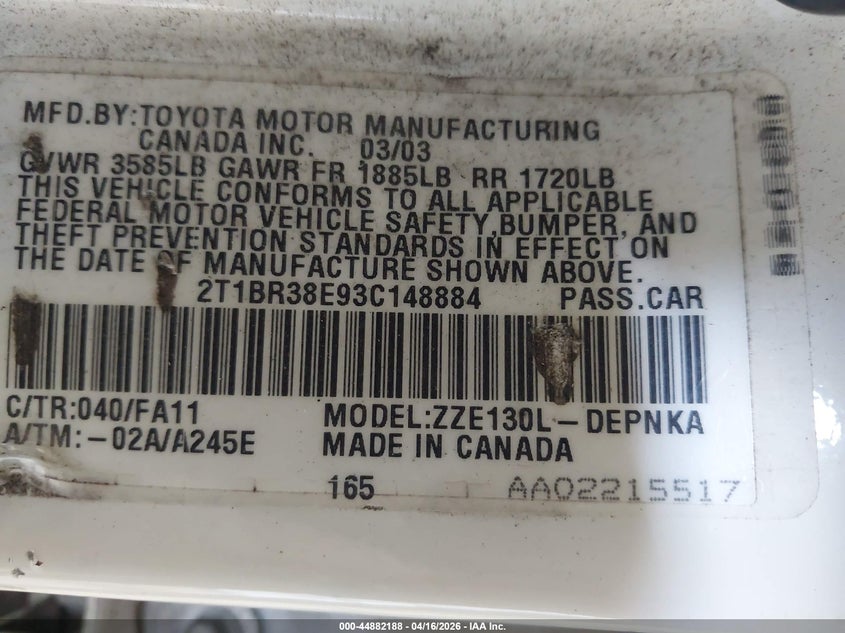 MFD.BY:TOYOTA MOTOR MANUFACTURING
CANADA INC. 03/03
GVWR 3585LB GAWR FR 1885LB RR 1720LB
THIS VEHICLE CONFORMS TO ALL APPLICABLE
FEDERAL MOTOR VEHICLE SAFETY,BUMPER, AND
THEFT PREVENTION STANDARDS IN EFFECT ON
THE DATE OF MANUFACTURE SHOWN ABOVE.
2T1BR38E93C148884 PASS.CAR
C/TR:040/FA11 MODEL:ZZE130L-DEPNKA
A/TM:-02A/A245E MADE IN CANADA
165 AA02215517
000-44882188 - 04/16/2026 - IAA Inc.